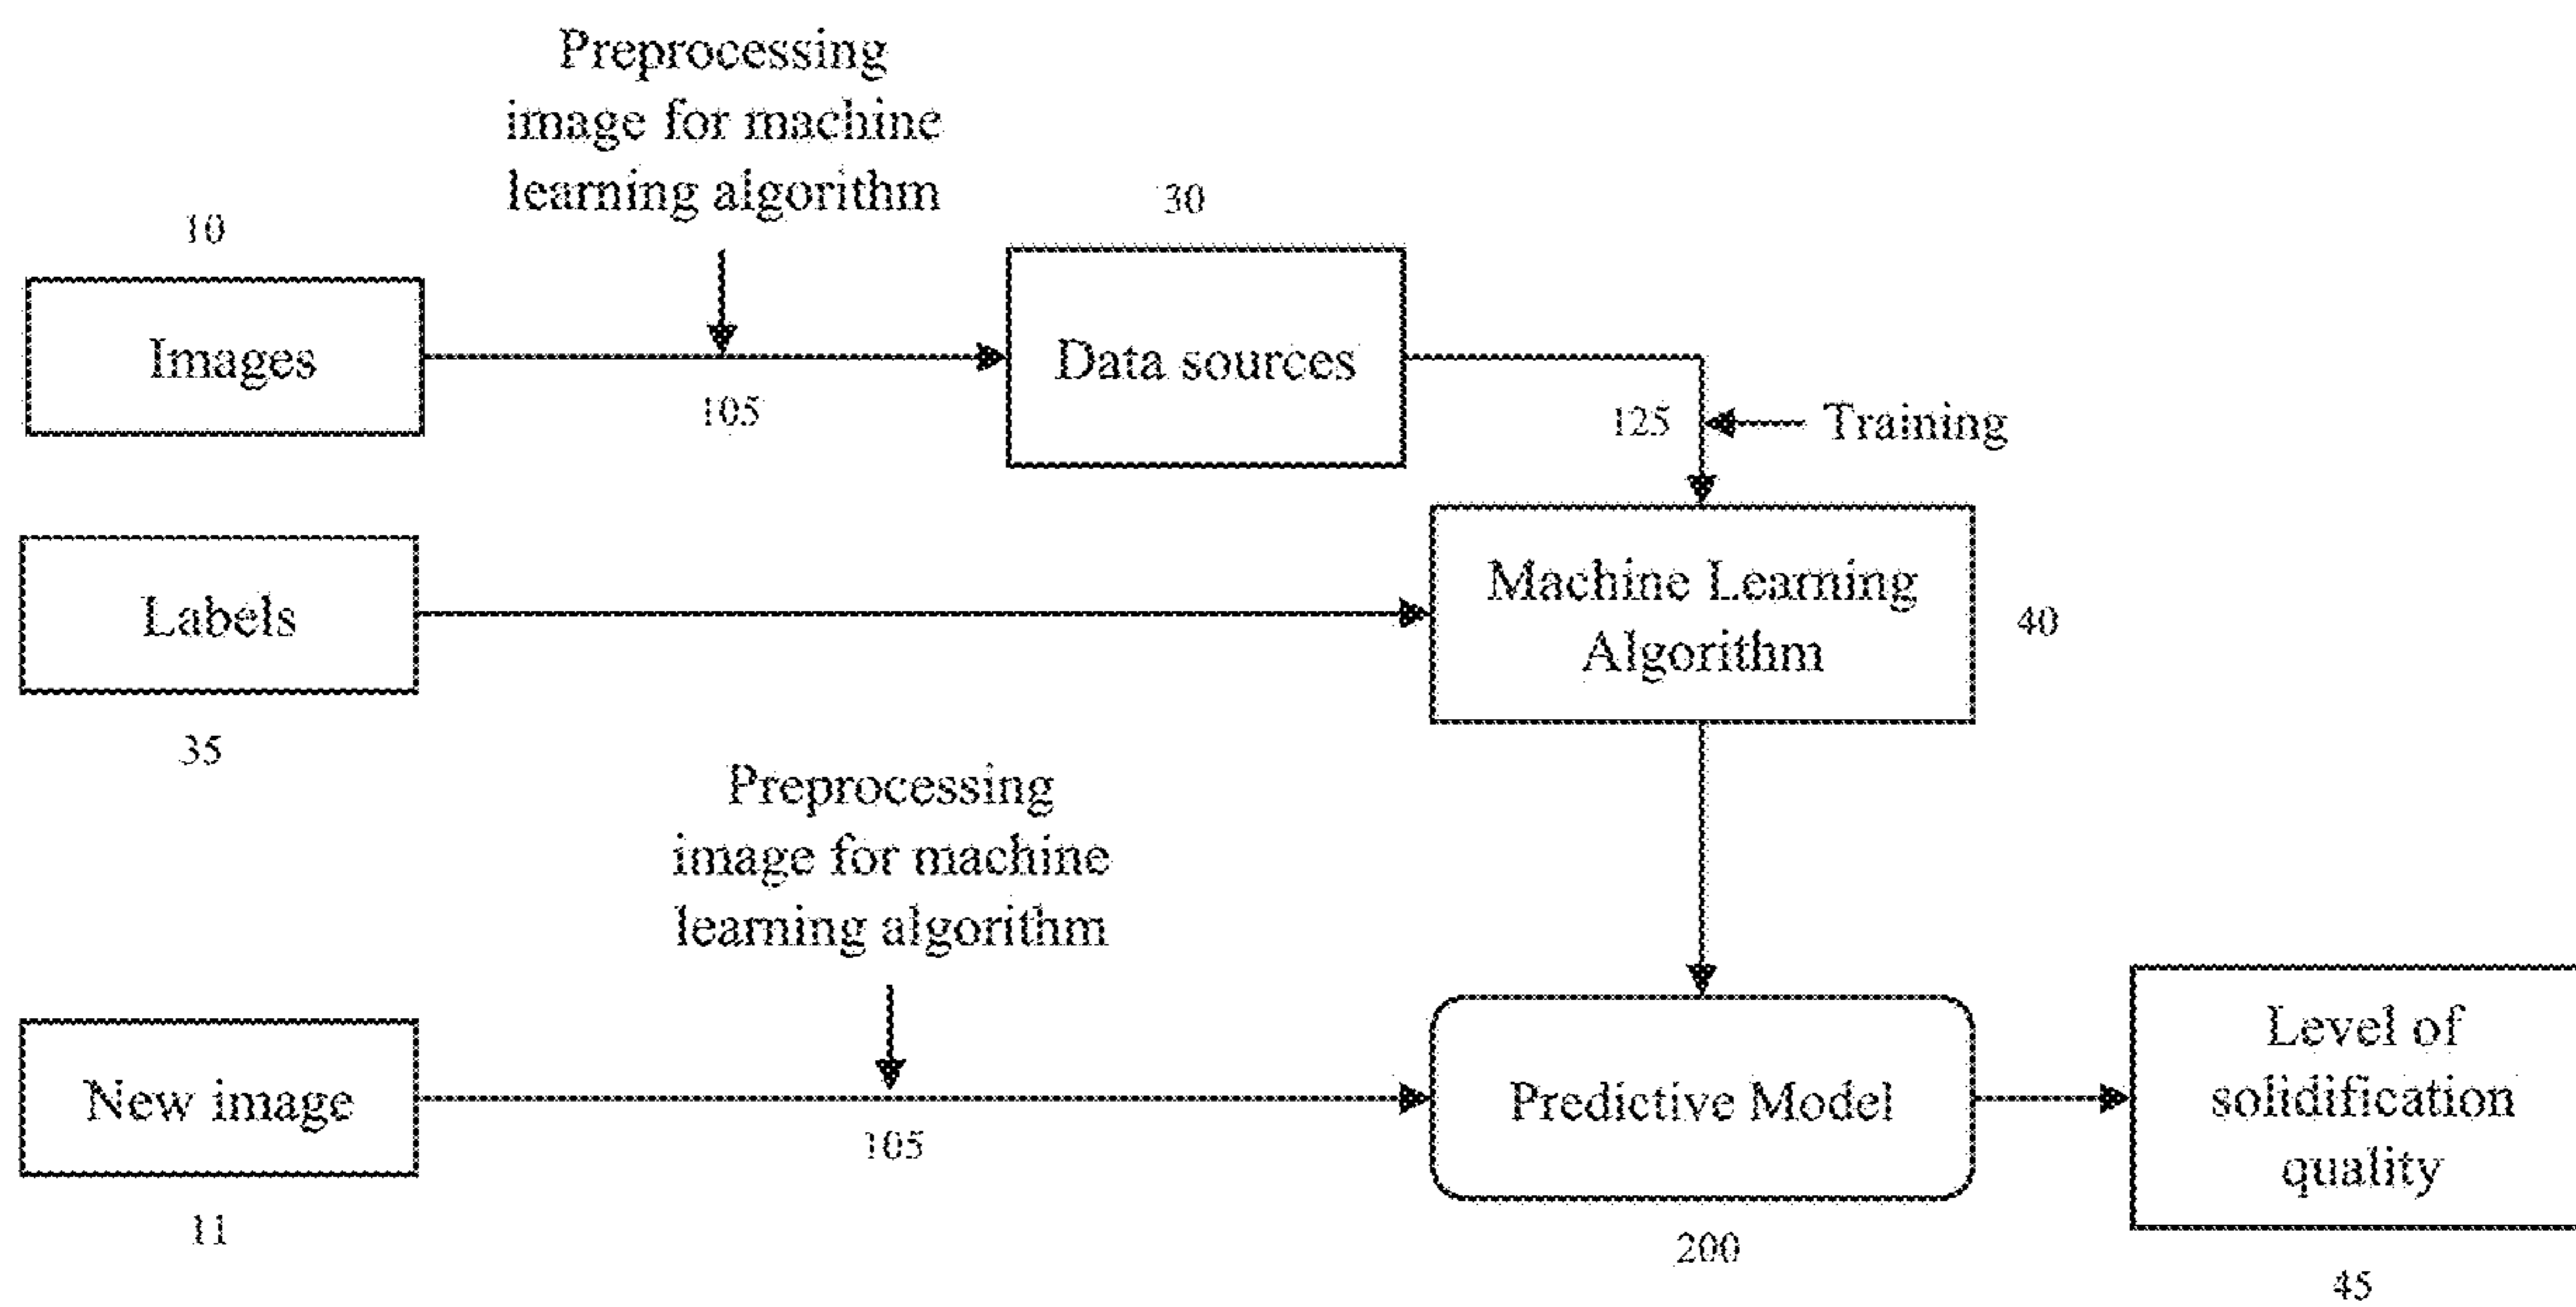 Preprocessing
image for machine
learning algorithm
10
30
Images
Data sources
105
125
Training
Labels
Machine Learning
Algorithm
40
35
Preprocessing
image for machine
learning algorithm
New image
Predictive Model
Level of
solidification
quality
105
11
200
45